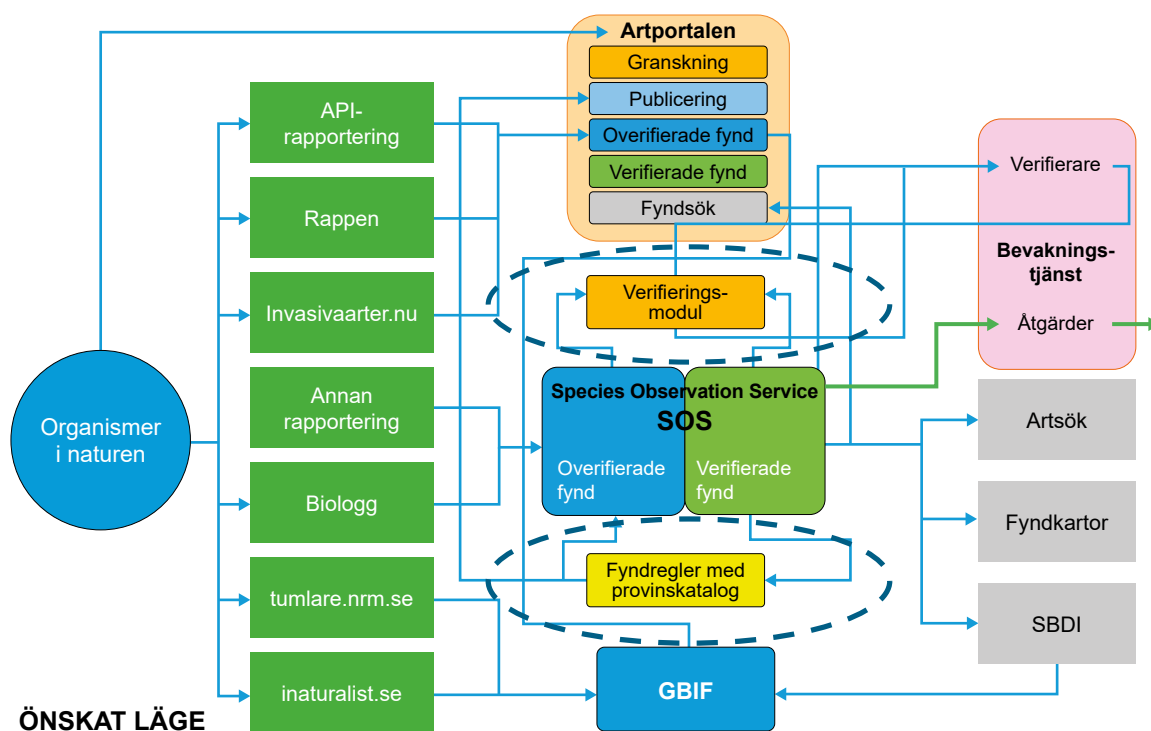 Artportalen
Granskning
Publicering
Overifierade fynd
Verifierade fynd
Fyndsök
API-
rapportering
Rappen
Invasivaarter.nu
Annan
rapportering
Biologg
tumlare.nrm.se
inaturalist.se
Organismer
i naturen
Verifierings-
modul
Species Observation Service
SOS
Overifierade
fynd
Verifierade
fynd
Fyndregler med
provinskatalog
GBIF
Verifierare
Bevaknings-
tjänst
Åtgärder
Artsök
Fyndkartor
SBDI
ÖNSKAT LÄGE